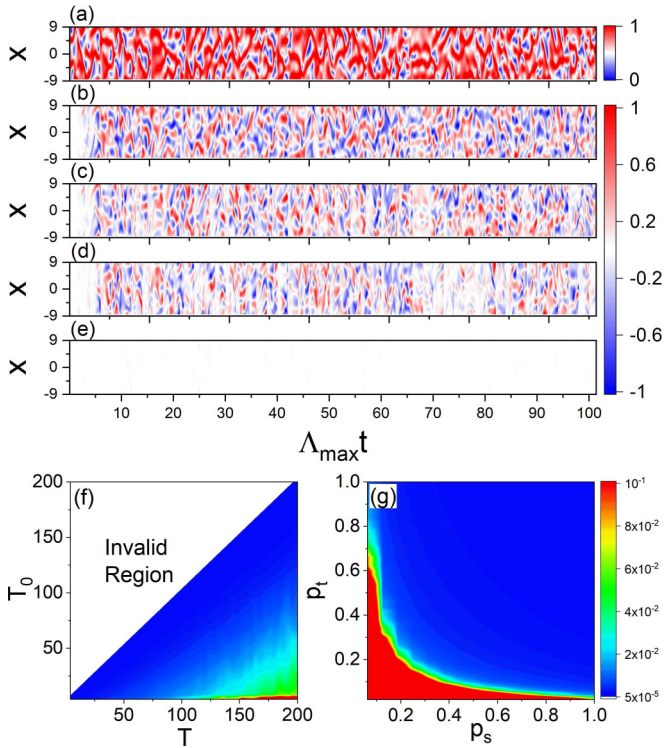 (a)
9
0
-9
X
1
0
(b)
9
0
-9
X
(c)
9
0
-9
X
(d)
9
0
-9
X
(e)
9
0
-9
X
1
0.6
0.2
-0.2
-0.6
-1
10 20 30 40 50 60 70 80 90 100
Λmaxt
(f)
200
150
100
50
T0
Invalid
Region
50 100 150 200
T
(g)
1.0
0.8
0.6
0.4
0.2
pt
0.2 0.4 0.6 0.8 1.0
ps
10-1
8x10-2
6x10-2
4x10-2
2x10-2
5x10-5